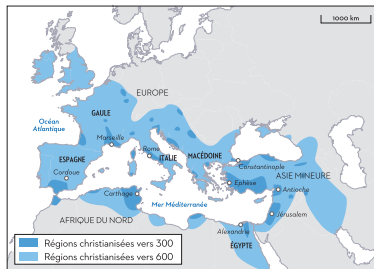 1000 km
EUROPE
GAULE
Océan
Atlantique
Marseille
Rome
ITALIE
MACÉDOINE
ESPAGNE
Cordoue
Constantinople
ASIE MINEURE
Éphèse
Antioche
Carthage
Mer Méditerranée
Jérusalem
AFRIQUE DU NORD
Alexandrie
ÉGYPTE
Régions christianisées vers 300
Régions christianisées vers 600